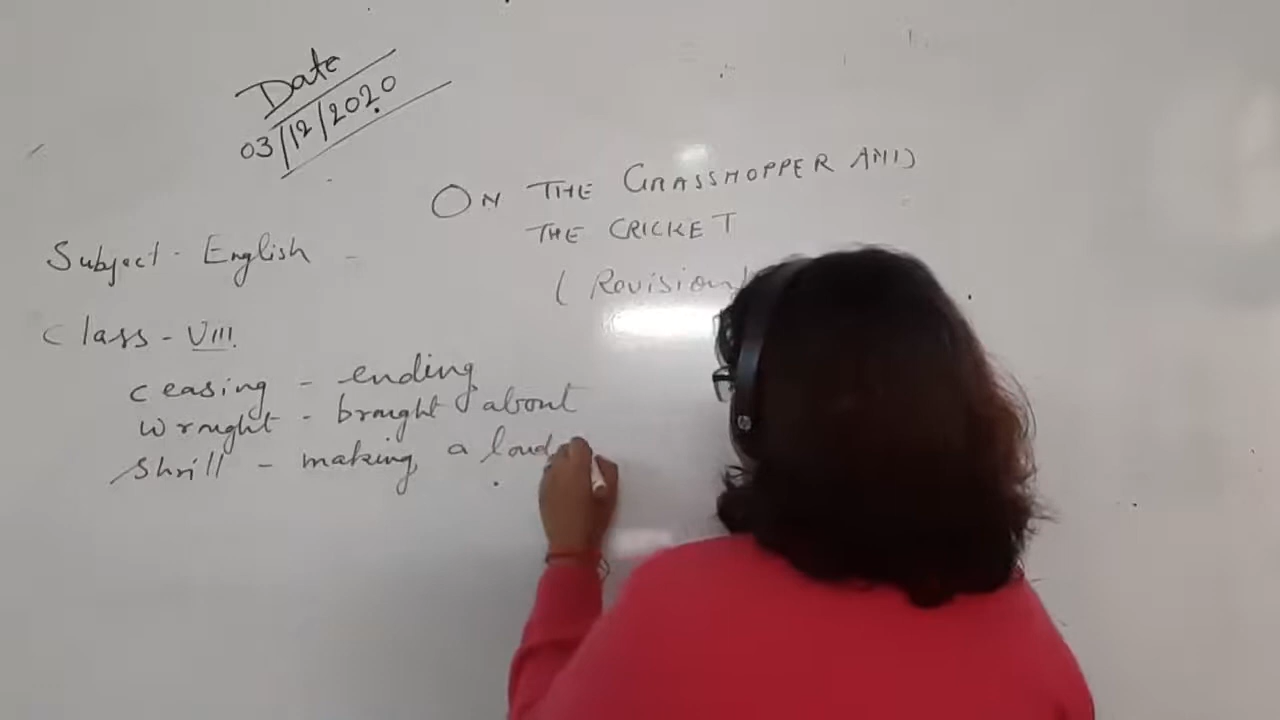 Date
03/12/2020
ON THE GRASSHOPPER AND
THE CRICKET
(Revision)
Subject - English -
Class - VIII.
ceasing - ending
wrought - brought about
shrill - making a loud
hp